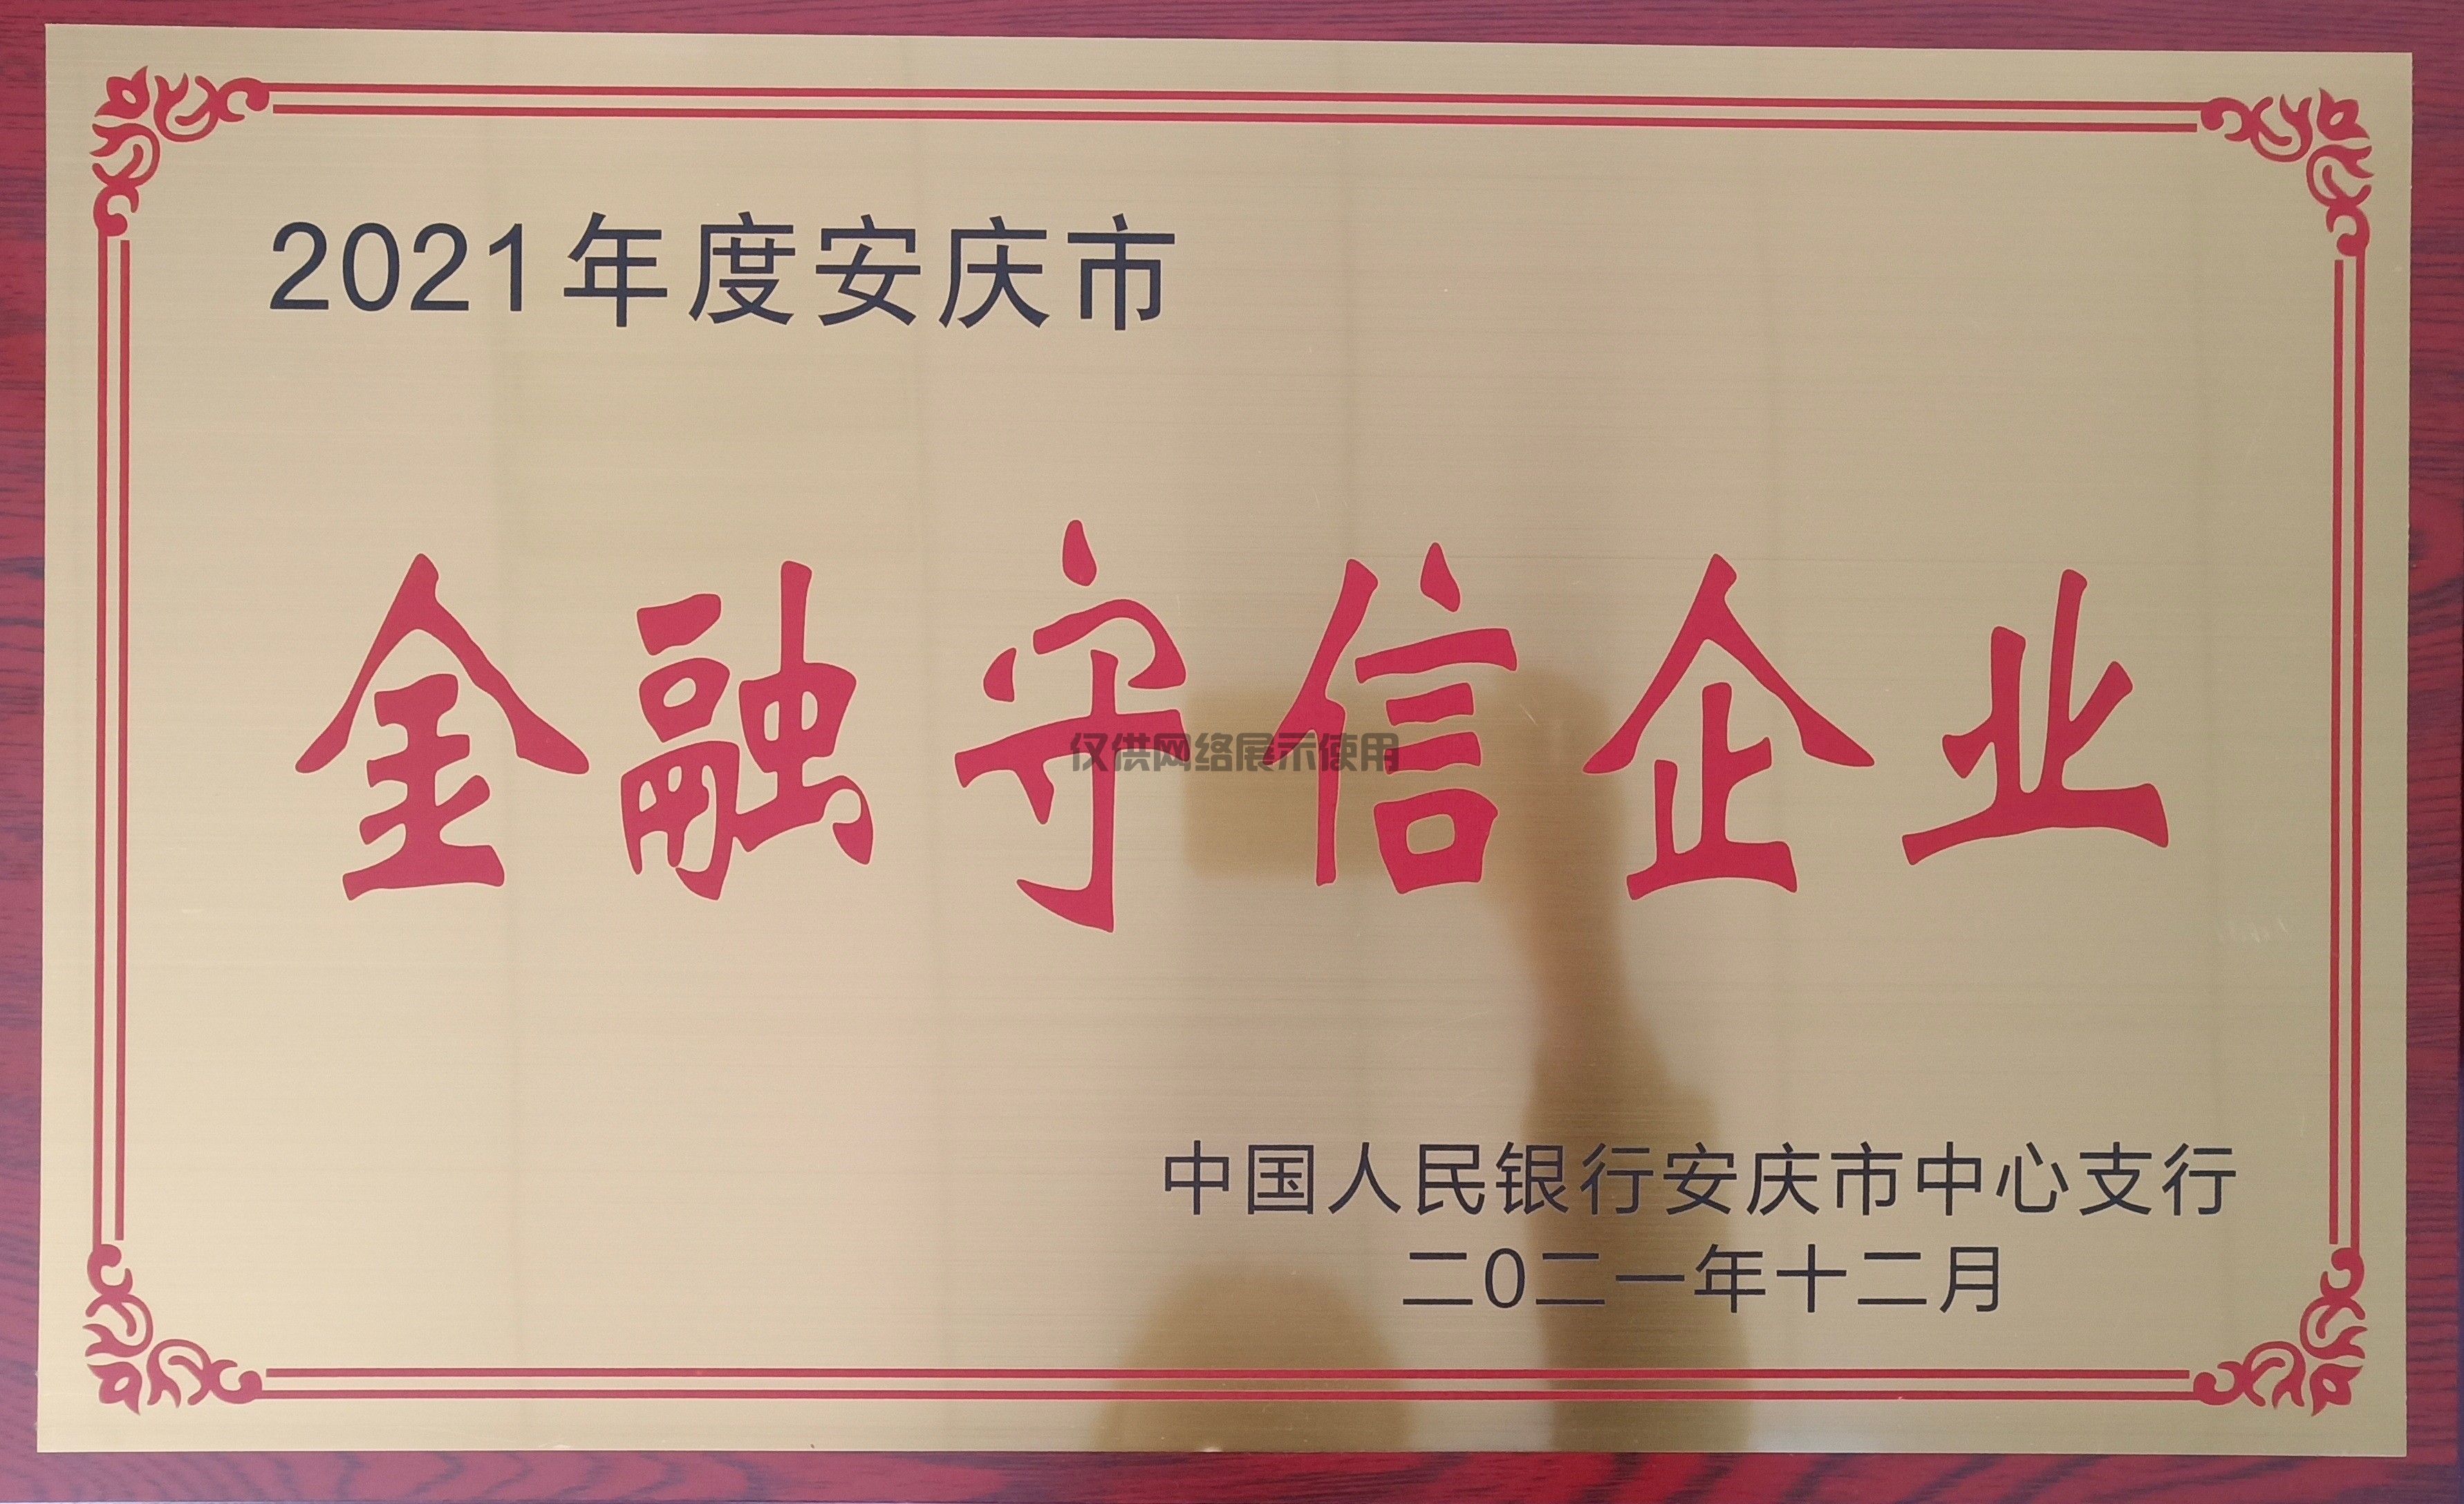 2021年度安庆市
金融守信企业
仅供网络展示使用
中国人民银行安庆市中心支行
二0二一年十二月